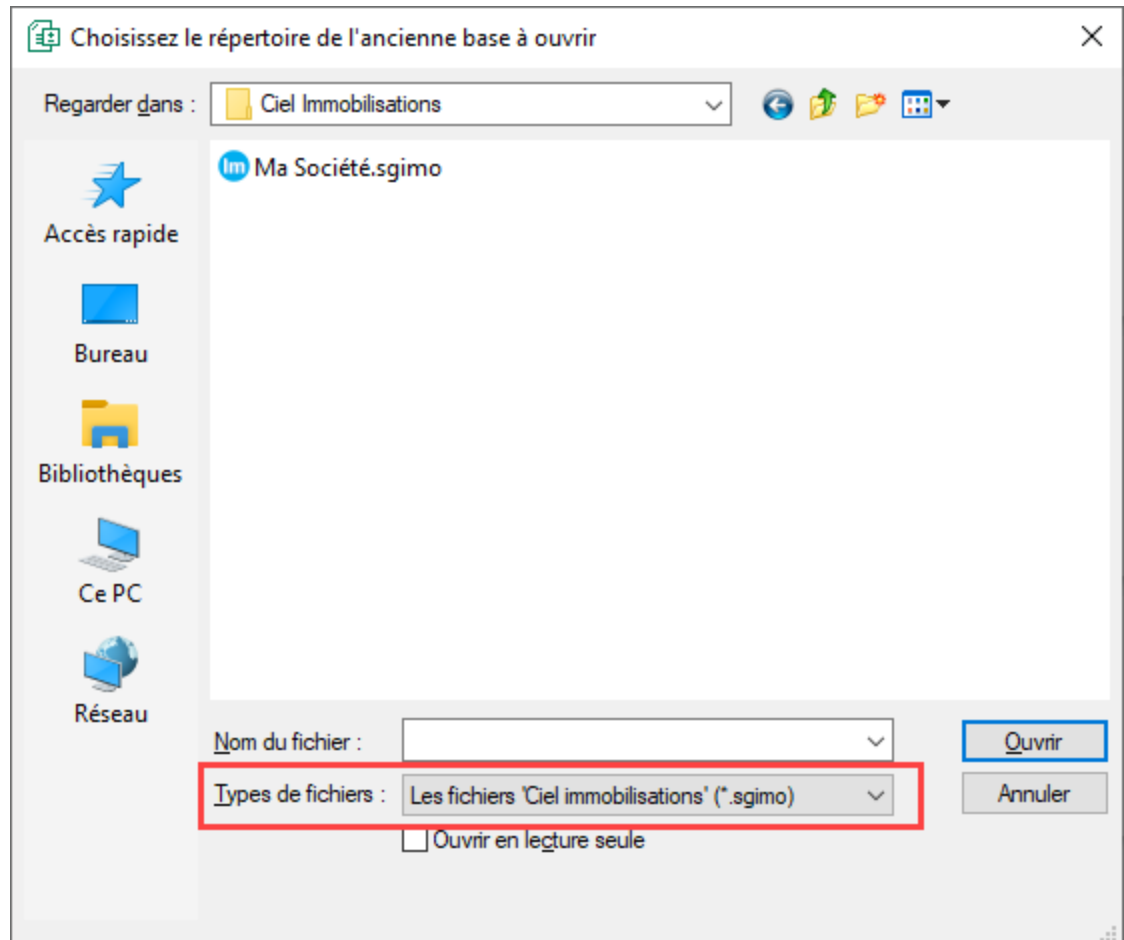 Choisissez le répertoire de l'ancienne base à ouvrir
Regarder dans :
Ciel Immobilisations
Im Ma Société.sgimo
Accès rapide
Bureau
Bibliothèques
Ce PC
Réseau
Nom du fichier :
Ouvrir
Types de fichiers :
Les fichiers 'Ciel immobilisations' (*.sgimo)
Annuler
Ouvrir en lecture seule